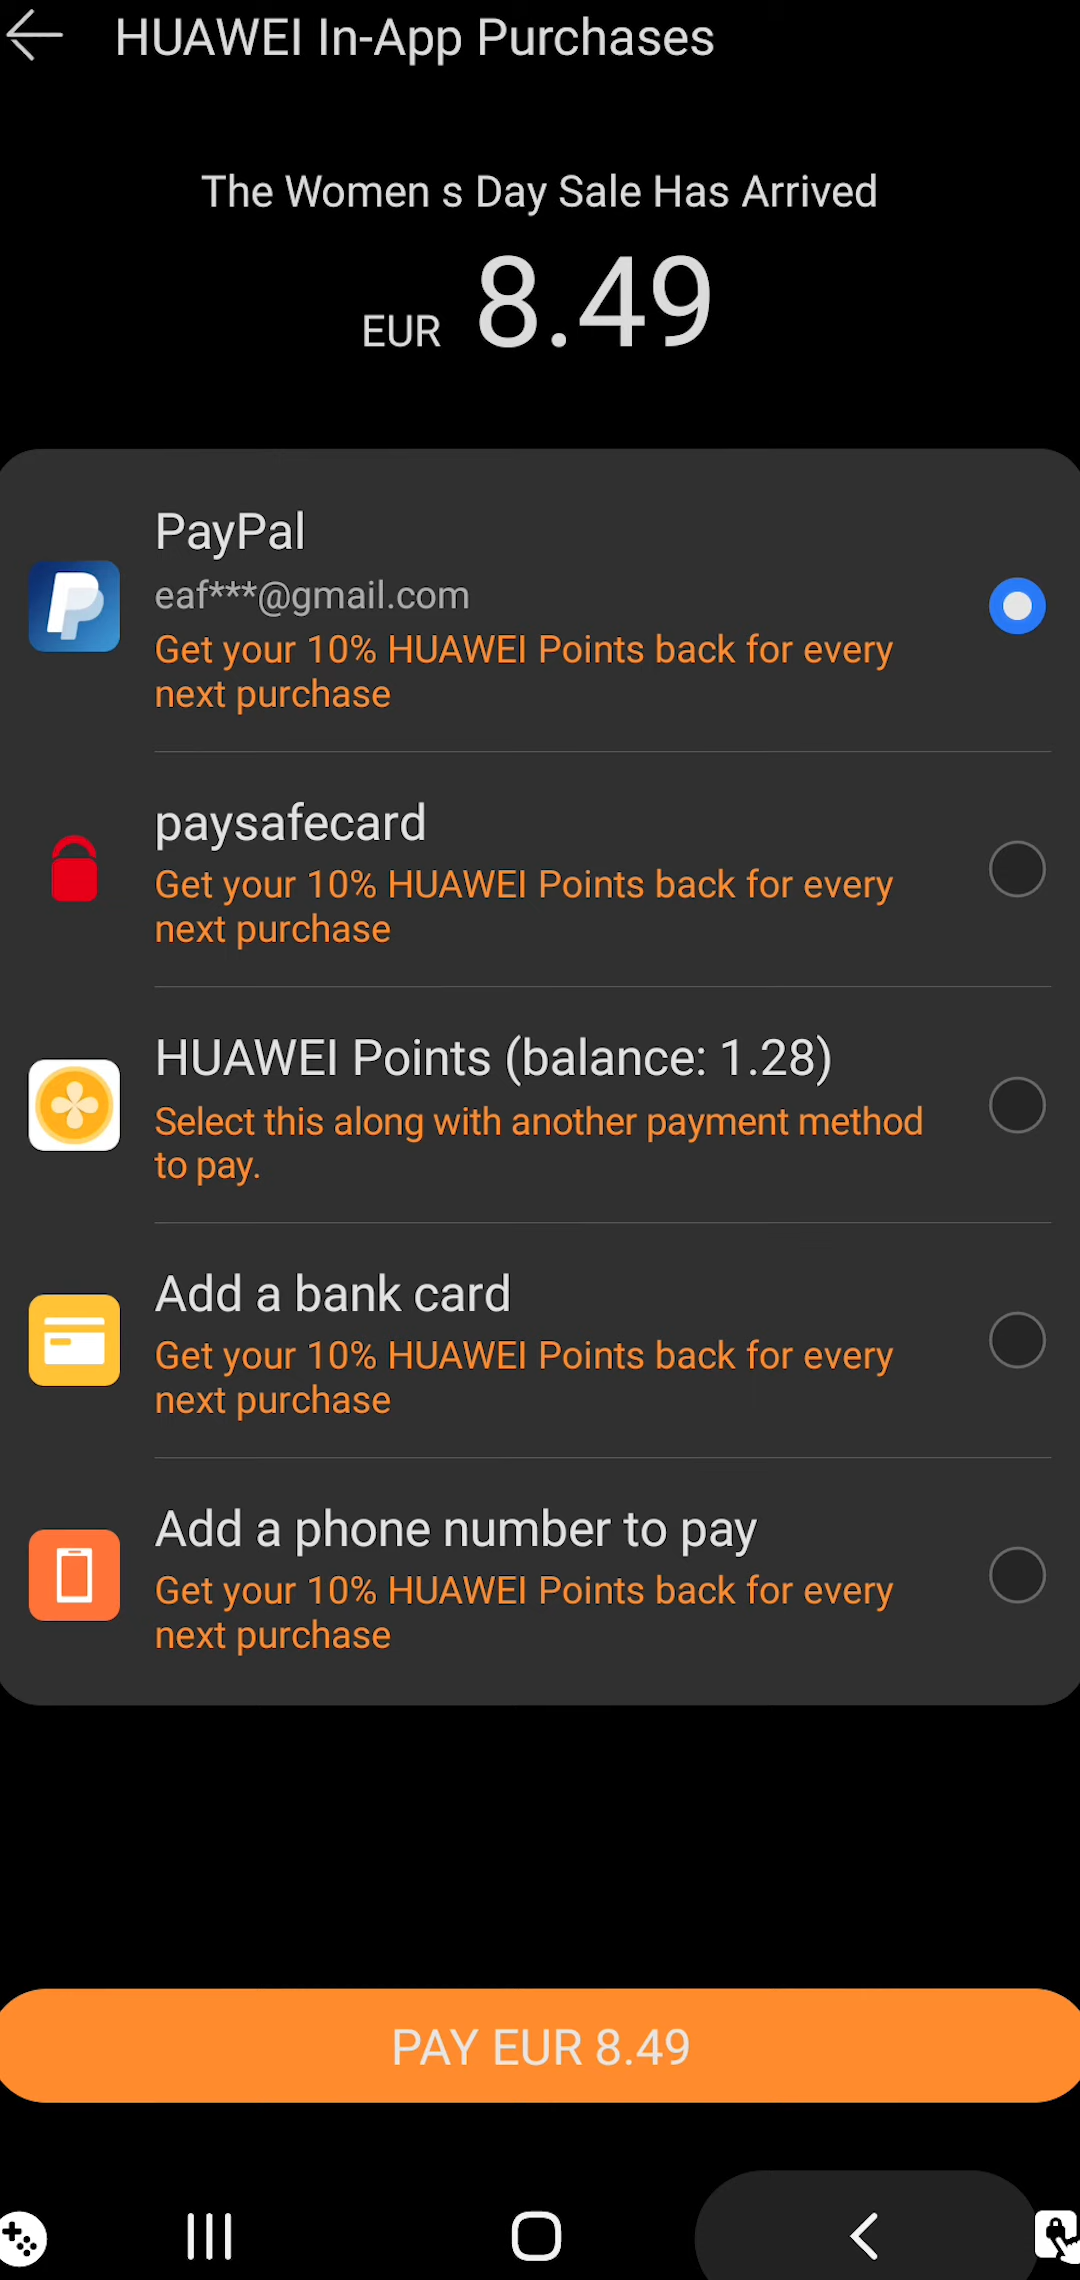 HUAWEI In-App Purchases
The Women s Day Sale Has Arrived
EUR 8.49
PayPal
eaf***@gmail.com
Get your 10% HUAWEI Points back for every
next purchase
paysafecard
Get your 10% HUAWEI Points back for every
next purchase
HUAWEI Points (balance: 1.28)
Select this along with another payment method
to pay.
Add a bank card
Get your 10% HUAWEI Points back for every
next purchase
Add a phone number to pay
Get your 10% HUAWEI Points back for every
next purchase
PAY EUR 8.49